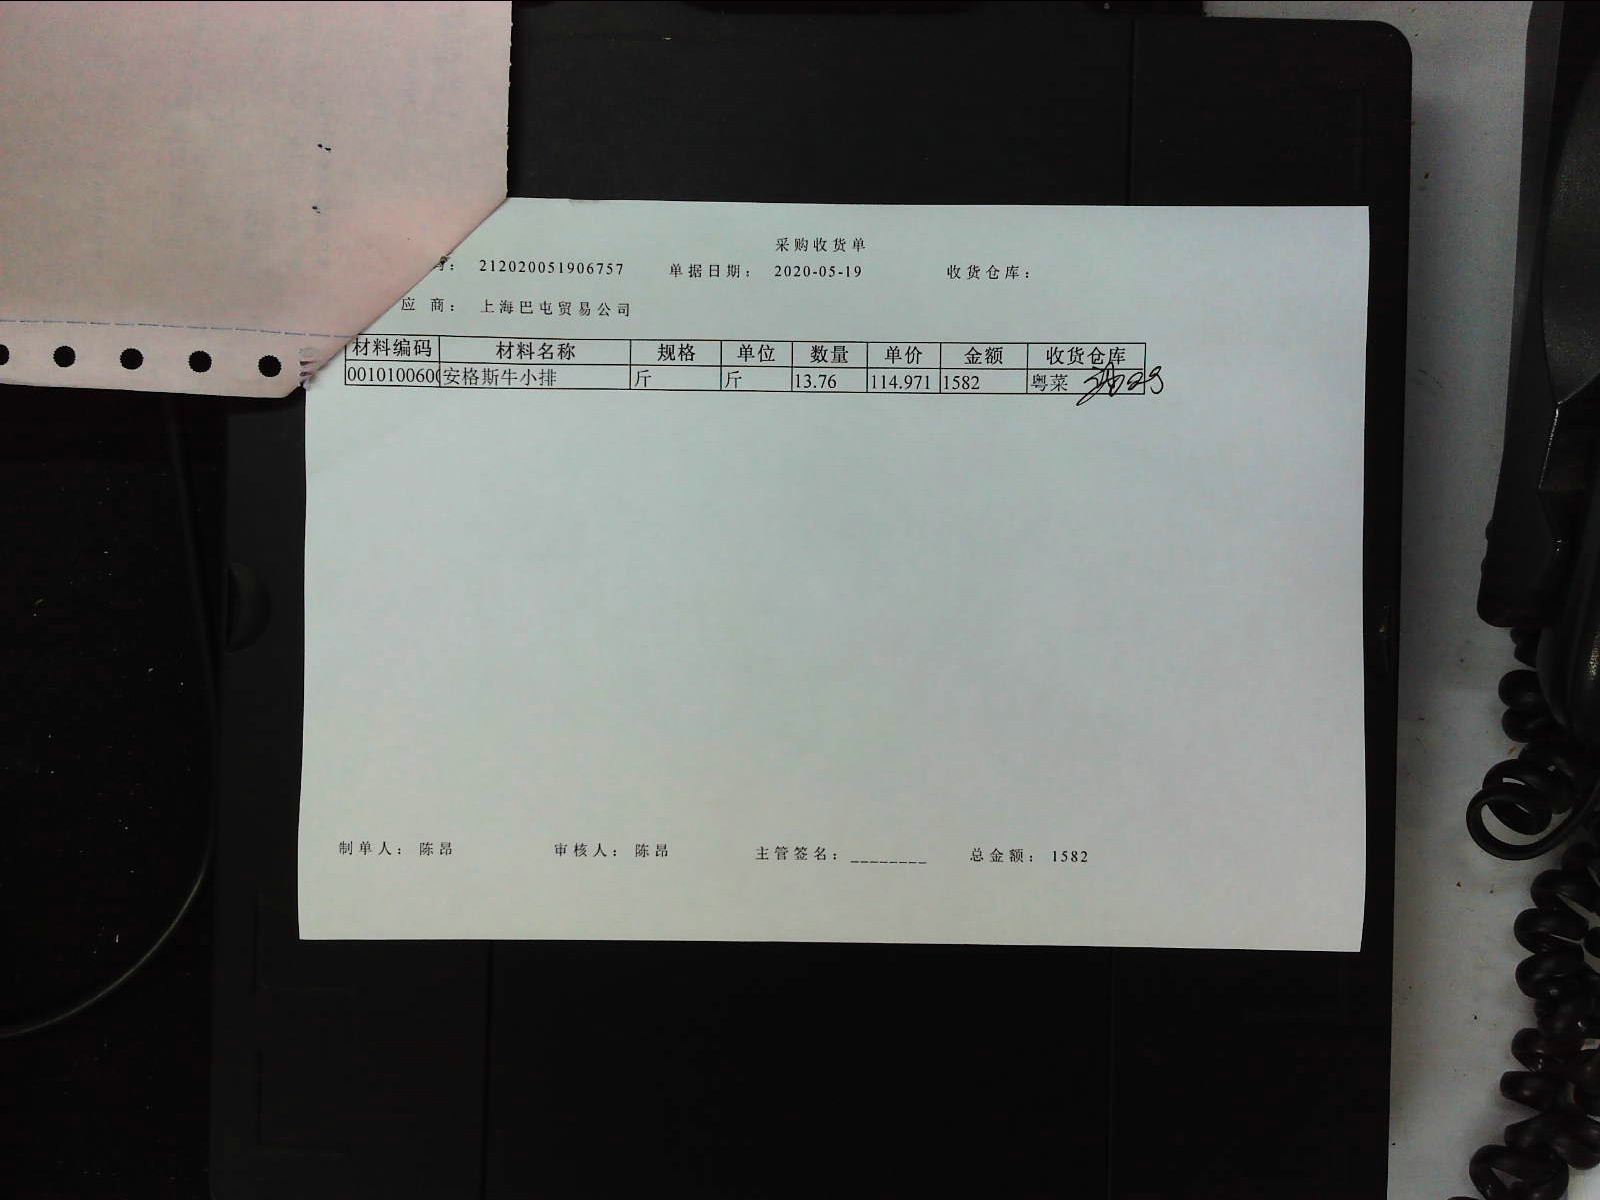 采购收货单
号： 212020051906757 单据日期： 2020-05-19 收货仓库：
应 商： 上海巴屯贸易公司
材料编码 材料名称 规格 单位 数量 单价 金额 收货仓库
0010100600 安格斯牛小排 斤 斤 13.76 114.971 1582 粤菜
制单人： 陈昂 审核人： 陈昂 主管签名：________ 总金额： 1582